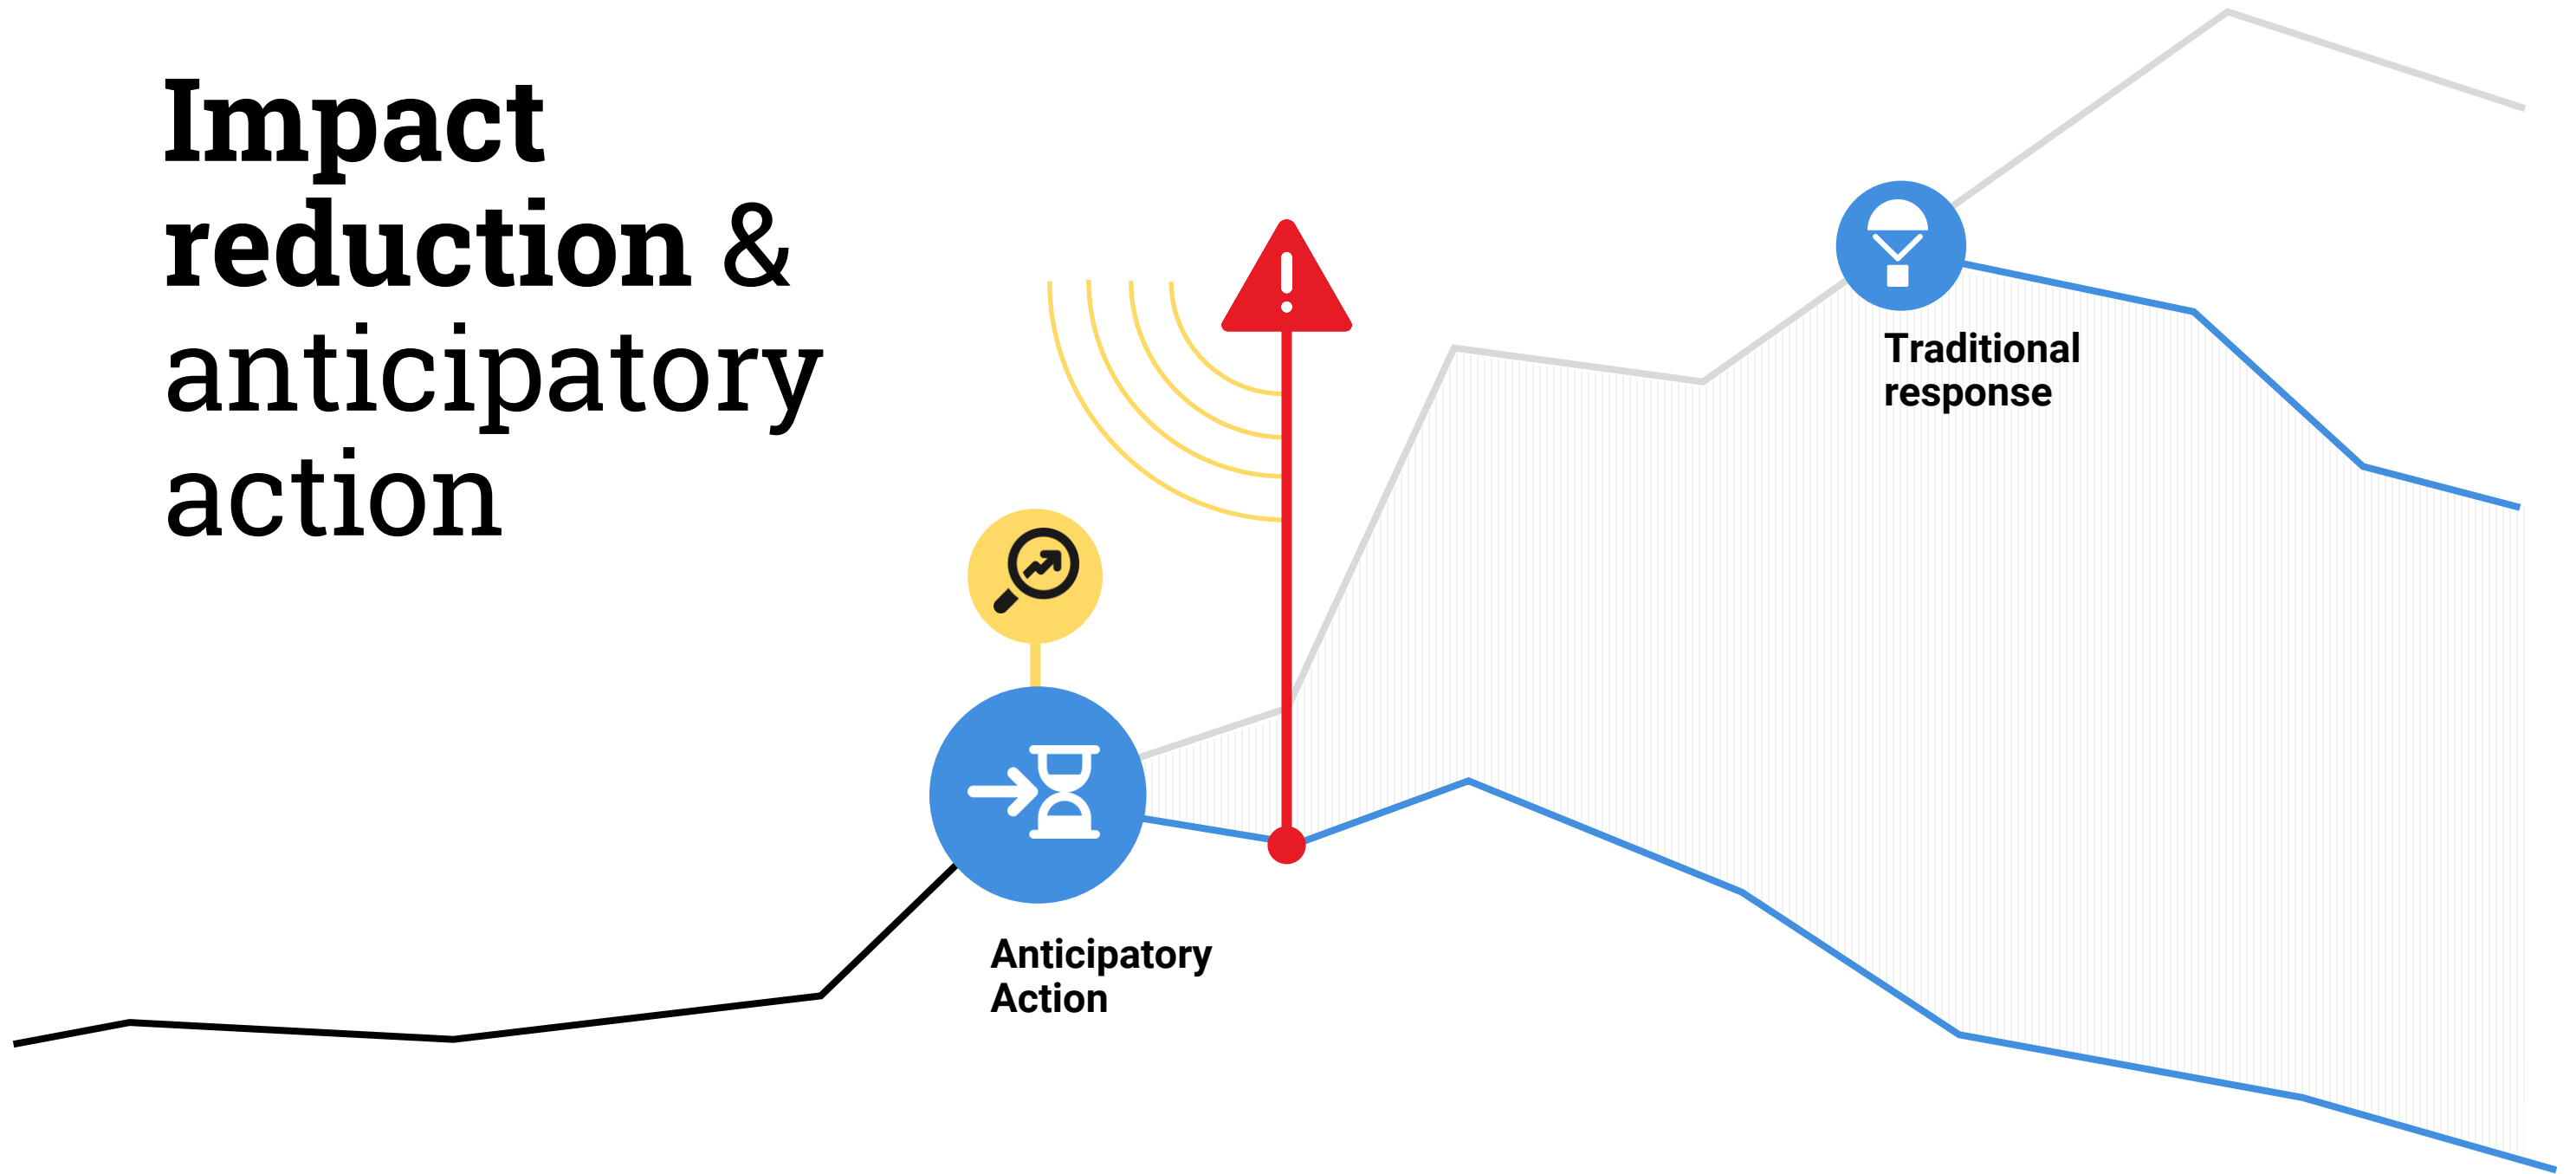 Impact
reduction &
anticipatory
action
Traditional
response
Anticipatory
Action